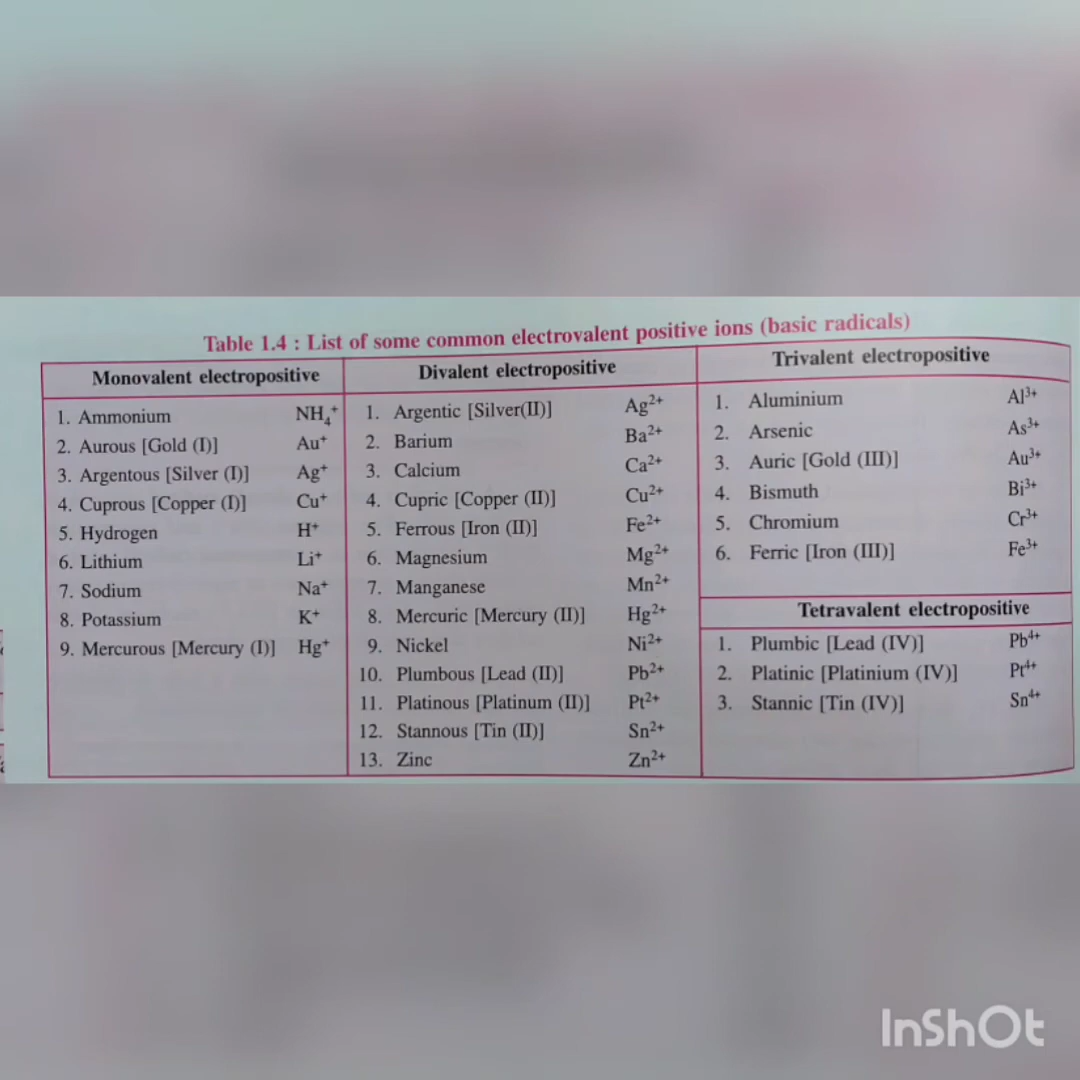 Table 1.4 : List of some common electrovalent positive ions (basic radicals)
Monovalent electropositive
1. Ammonium NH₄⁺
2. Aurous [Gold (I)] Au⁺
3. Argentous [Silver (I)] Ag⁺
4. Cuprous [Copper (I)] Cu⁺
5. Hydrogen H⁺
6. Lithium Li⁺
7. Sodium Na⁺
8. Potassium K⁺
9. Mercurous [Mercury (I)] Hg⁺
Divalent electropositive
1. Argentic [Silver(II)] Ag²⁺
2. Barium Ba²⁺
3. Calcium Ca²⁺
4. Cupric [Copper (II)] Cu²⁺
5. Ferrous [Iron (II)] Fe²⁺
6. Magnesium Mg²⁺
7. Manganese Mn²⁺
8. Mercuric [Mercury (II)] Hg²⁺
9. Nickel Ni²⁺
10. Plumbous [Lead (II)] Pb²⁺
11. Platinous [Platinum (II)] Pt²⁺
12. Stannous [Tin (II)] Sn²⁺
13. Zinc Zn²⁺
Trivalent electropositive
1. Aluminium Al³⁺
2. Arsenic As³⁺
3. Auric [Gold (III)] Au³⁺
4. Bismuth Bi³⁺
5. Chromium Cr³⁺
6. Ferric [Iron (III)] Fe³⁺
Tetravalent electropositive
1. Plumbic [Lead (IV)] Pb⁴⁺
2. Platinic [Platinium (IV)] Pt⁴⁺
3. Stannic [Tin (IV)] Sn⁴⁺
InShOt